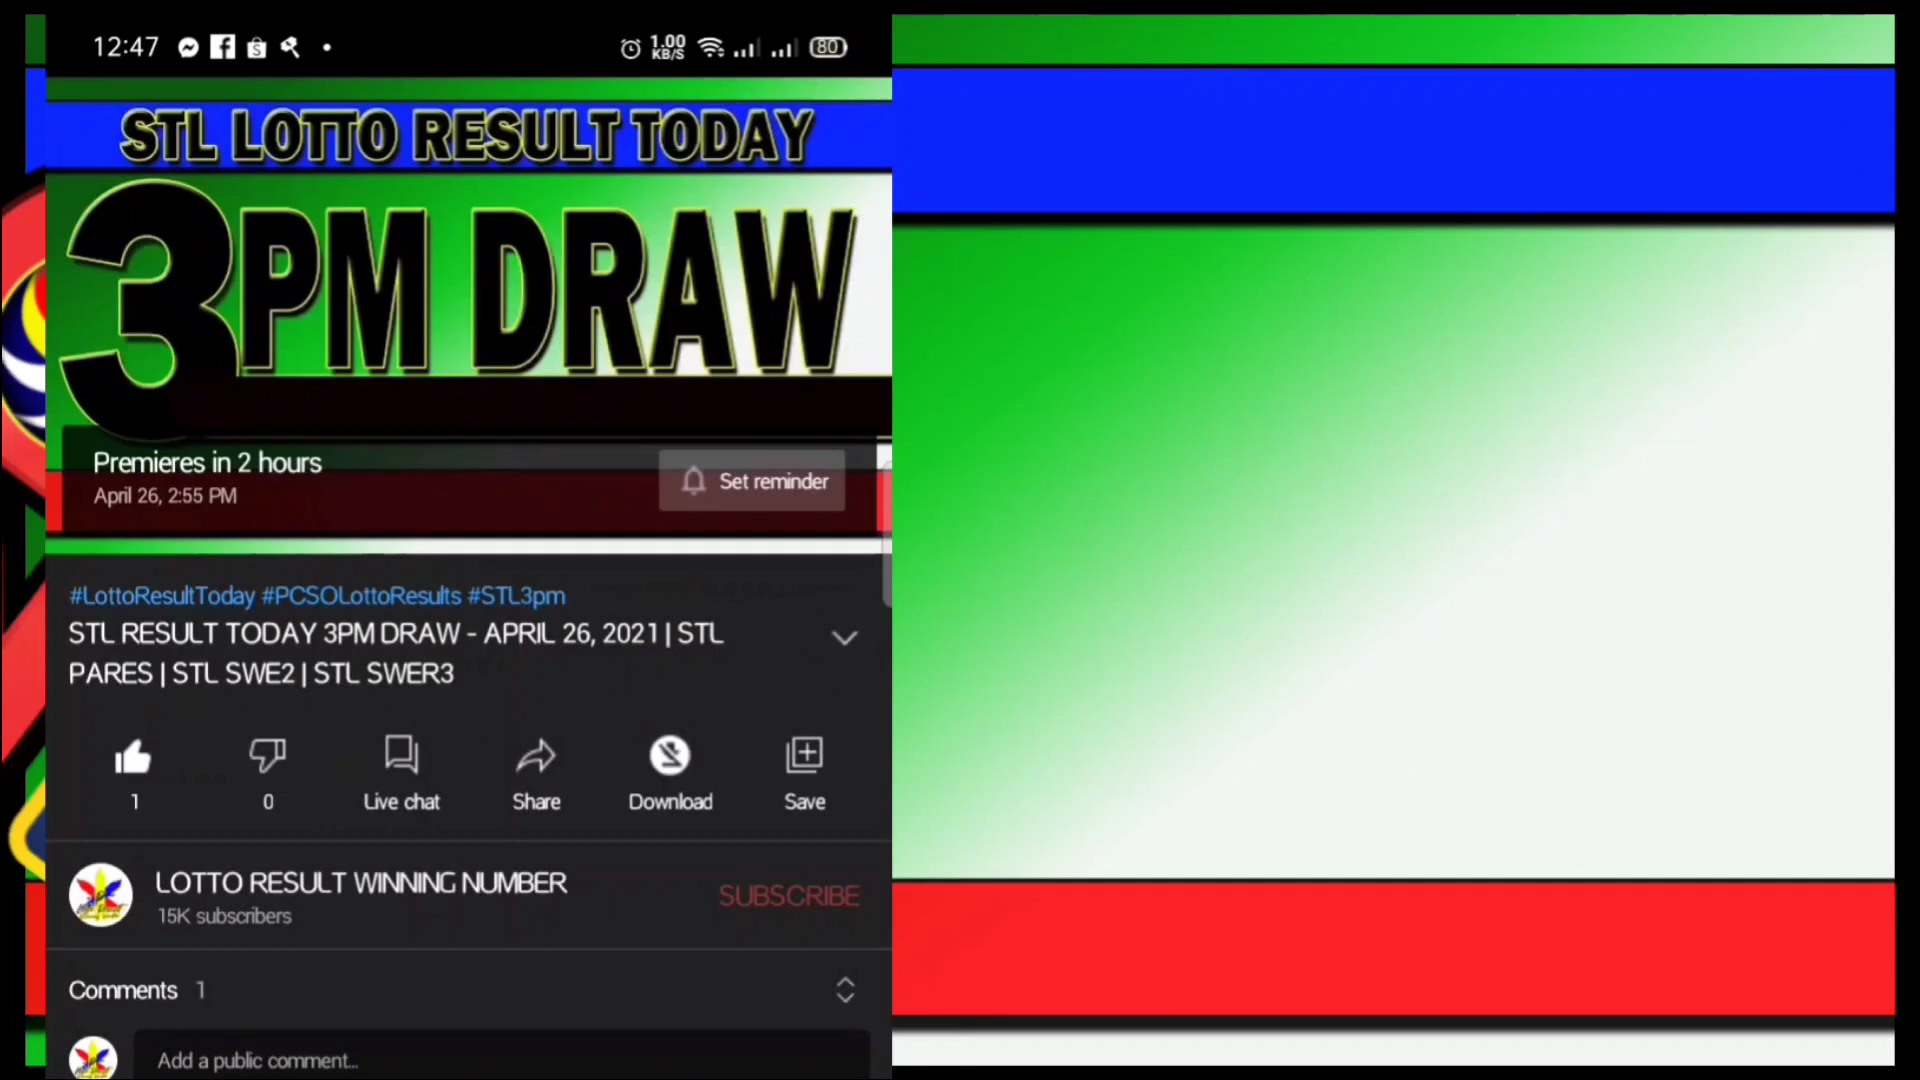 12:47
1.00
KB/S
80
STL LOTTO RESULT TODAY
3PM DRAW
Premieres in 2 hours
April 26, 2:55 PM
Set reminder
#LottoResultToday #PCSOLottoResults #STL3pm
STL RESULT TODAY 3PM DRAW - APRIL 26, 2021 | STL
PARES | STL SWE2 | STL SWER3
1
0
Live chat
Share
Download
Save
LOTTO RESULT WINNING NUMBER
15K subscribers
SUBSCRIBE
Comments 1
Add a public comment...